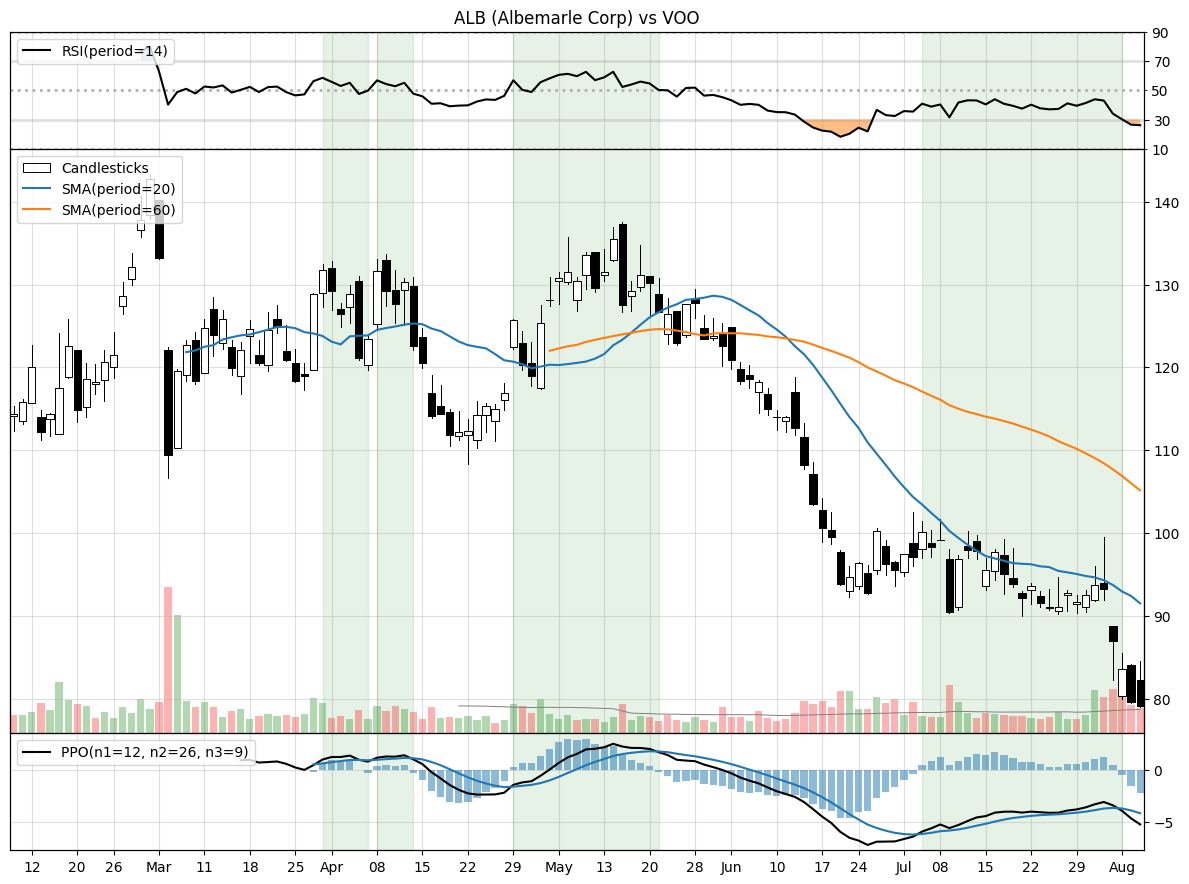 ALB (Albemarle Corp) vs VOO
RSI(period=14)
90
70
50
30
10
Candlesticks
SMA(period=20)
SMA(period=60)
140
130
120
110
100
90
80
PPO(n1=12, n2=26, n3=9)
0
−5
12 20 26 Mar 11 18 25 Apr 08 15 22 29 May 13 20 28 Jun 10 17 24 Jul 08 15 22 29 Aug